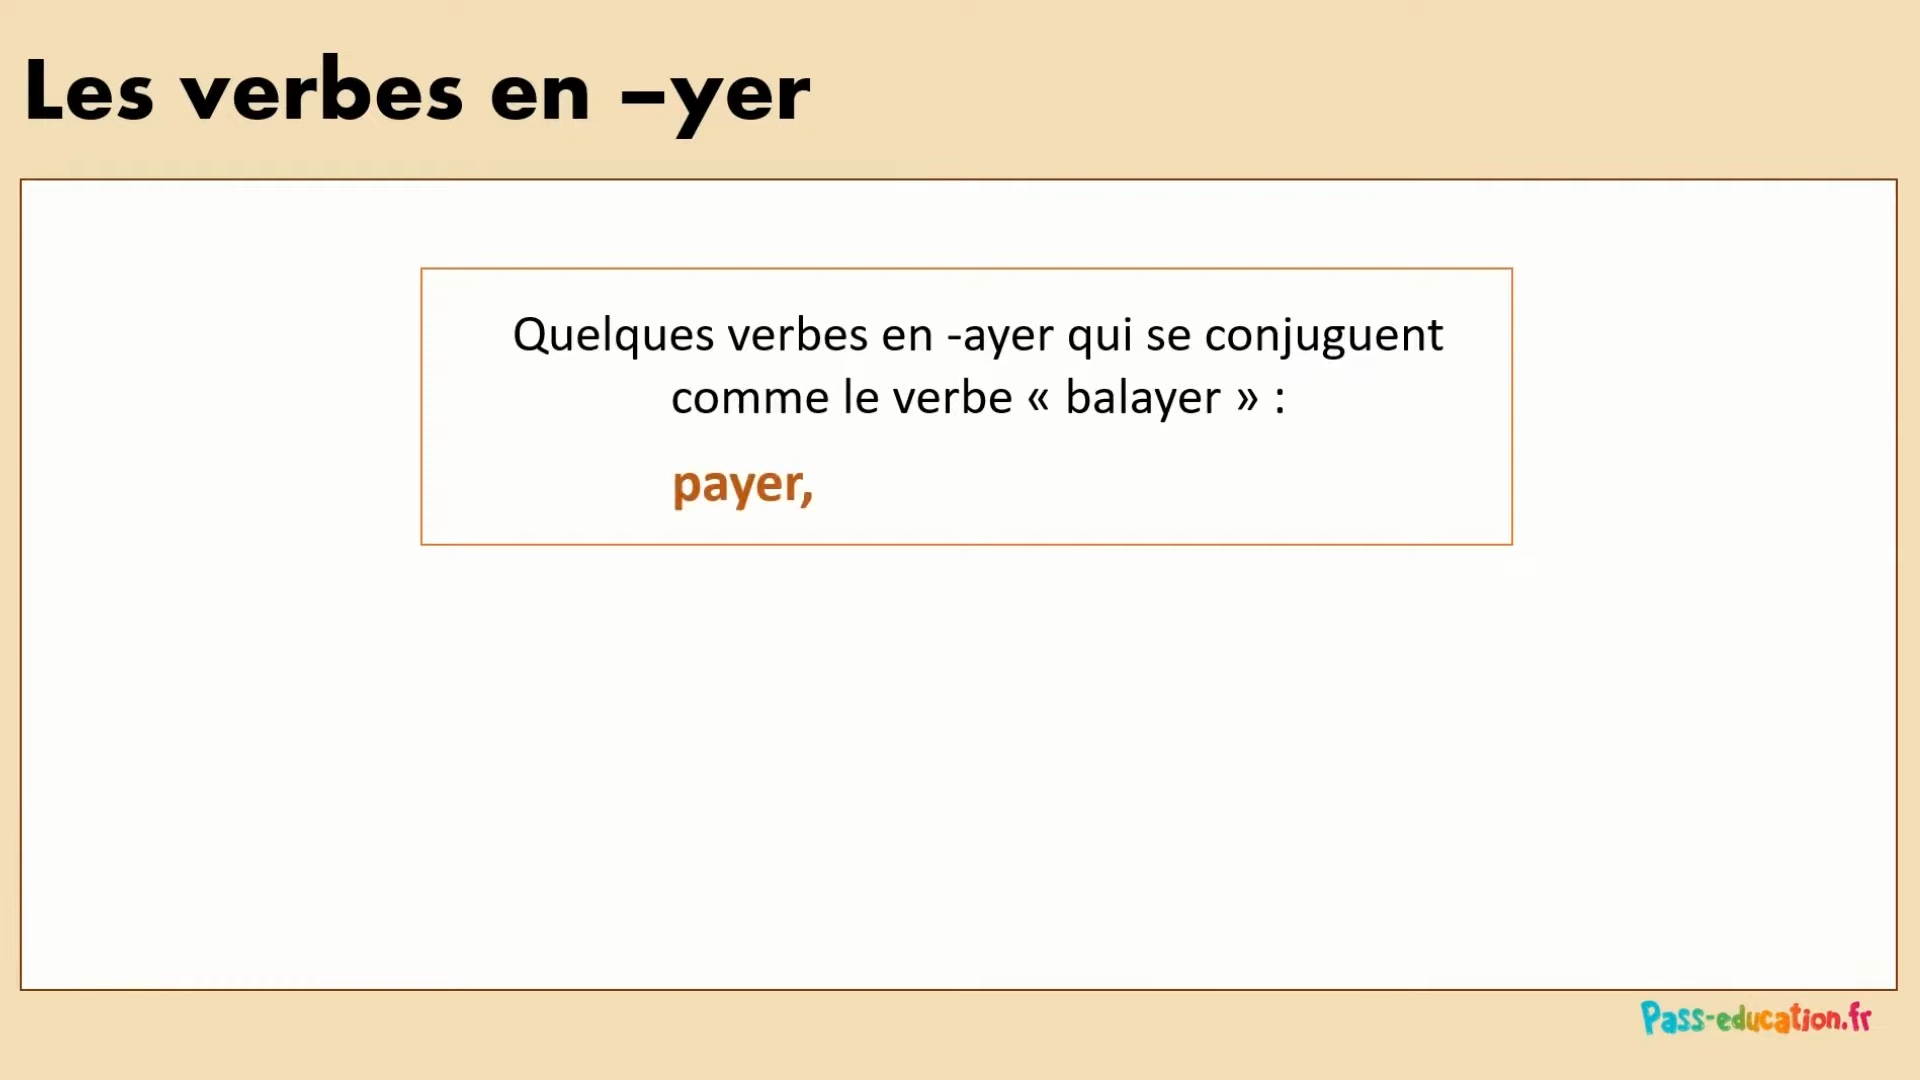 Les verbes en –yer
Quelques verbes en -ayer qui se conjuguent
comme le verbe « balayer » :
payer,
Pass-education.fr